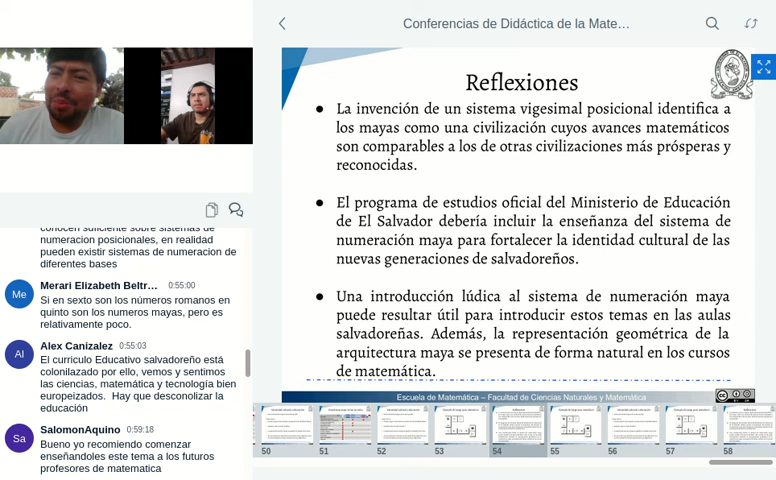 Conferencias de Didáctica de la Mate…
Reflexiones
● La invención de un sistema vigesimal posicional identifica a
los mayas como una civilización cuyos avances matemáticos
son comparables a los de otras civilizaciones más prósperas y
reconocidas.
● El programa de estudios oficial del Ministerio de Educación
de El Salvador debería incluir la enseñanza del sistema de
numeración maya para fortalecer la identidad cultural de las
nuevas generaciones de salvadoreños.
● Una introducción lúdica al sistema de numeración maya
puede resultar útil para introducir estos temas en las aulas
salvadoreñas. Además, la representación geométrica de la
arquitectura maya se presenta de forma natural en los cursos
de matemática.
Escuela de Matemática – Facultad de Ciencias Naturales y Matemática
50 51 52 53 54 55 56 57 58
conocen suficiente sobre sistemas de
numeracion posicionales, en realidad
pueden existir sistemas de numeracion de
diferentes bases
Me
Merari Elizabeth Beltr… 0:55:00
Si en sexto son los números romanos en
quinto son los numeros mayas, pero es
relativamente poco.
Al
Alex Canizalez 0:55:03
El curriculo Educativo salvadoreño está
colonilazado por ello, vemos y sentimos
las ciencias, matemática y tecnología bien
europeizados. Hay que desconolizar la
educación
Sa
SalomonAquino 0:59:18
Bueno yo recomiendo comenzar
enseñandoles este tema a los futuros
profesores de matematica